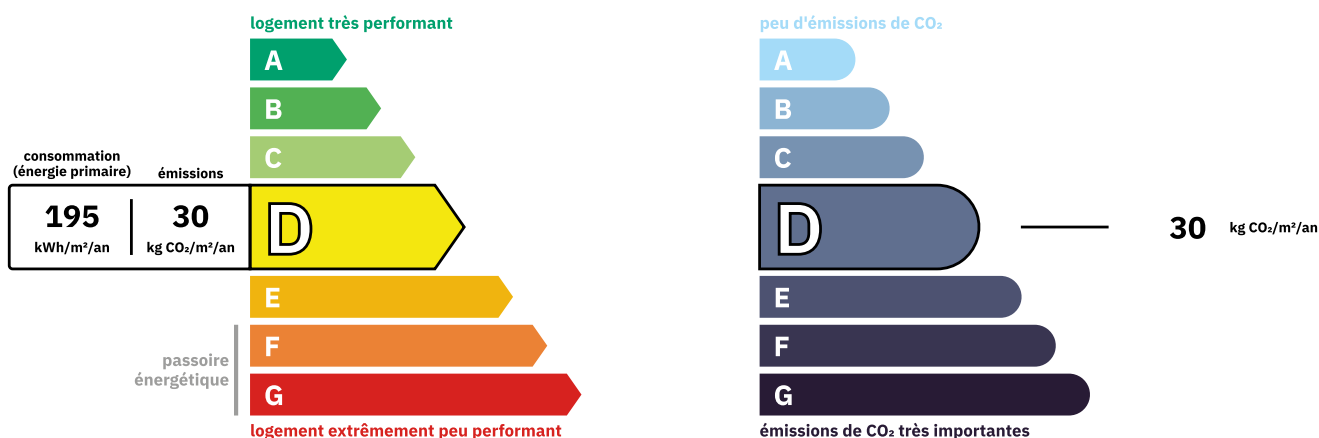 logement très performant
A
B
C
consommation
(énergie primaire)
émissions
195
kWh/m²/an
30
kg CO₂/m²/an
D
E
F
G
passoire
énergétique
logement extrêmement peu performant
peu d'émissions de CO₂
A
B
C
D
30 kg CO₂/m²/an
E
F
G
émissions de CO₂ très importantes